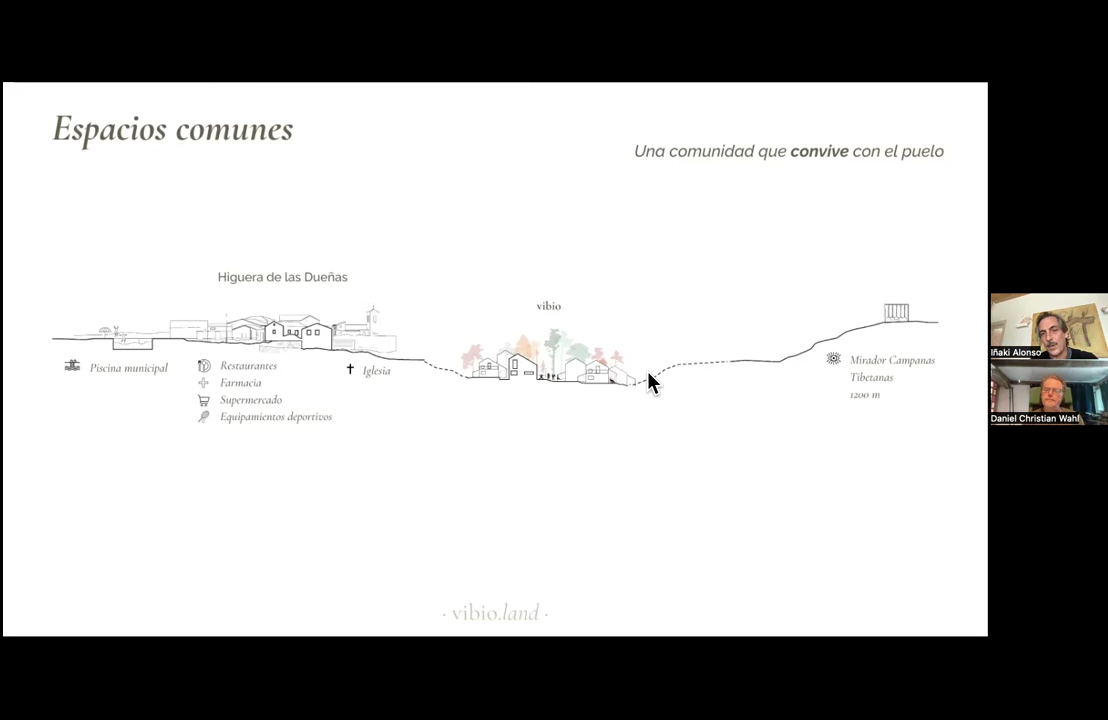 Espacios comunes
Una comunidad que convive con el puelo
Higuera de las Dueñas
vibio
Piscina municipal
Restaurantes
Farmacia
Supermercado
Equipamientos deportivos
Iglesia
Mirador Campanas
Tibetanas
1200 m
· vibio.land ·
Iñaki Alonso
Daniel Christian Wahl